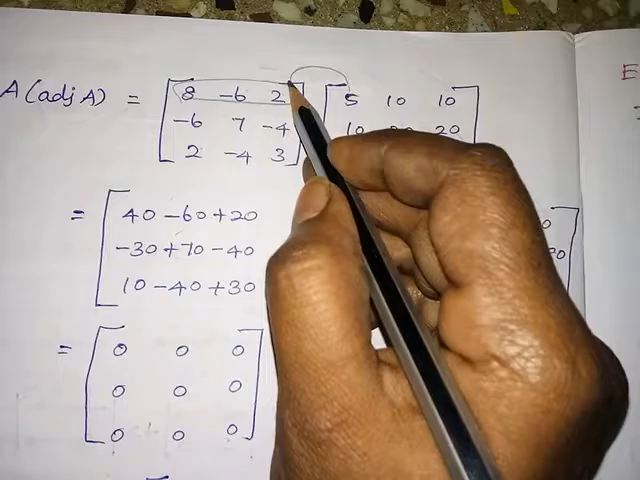 A (adj A) = [ 8 -6 2 ] [ 5 10 10 ]
E
-6 7 -4 10 20
2 -4 3
= [ 40 - 60 + 20
-30 + 70 - 40
10 - 40 + 30
= [ 0 0 0 ]
0 0 0
0 0 0